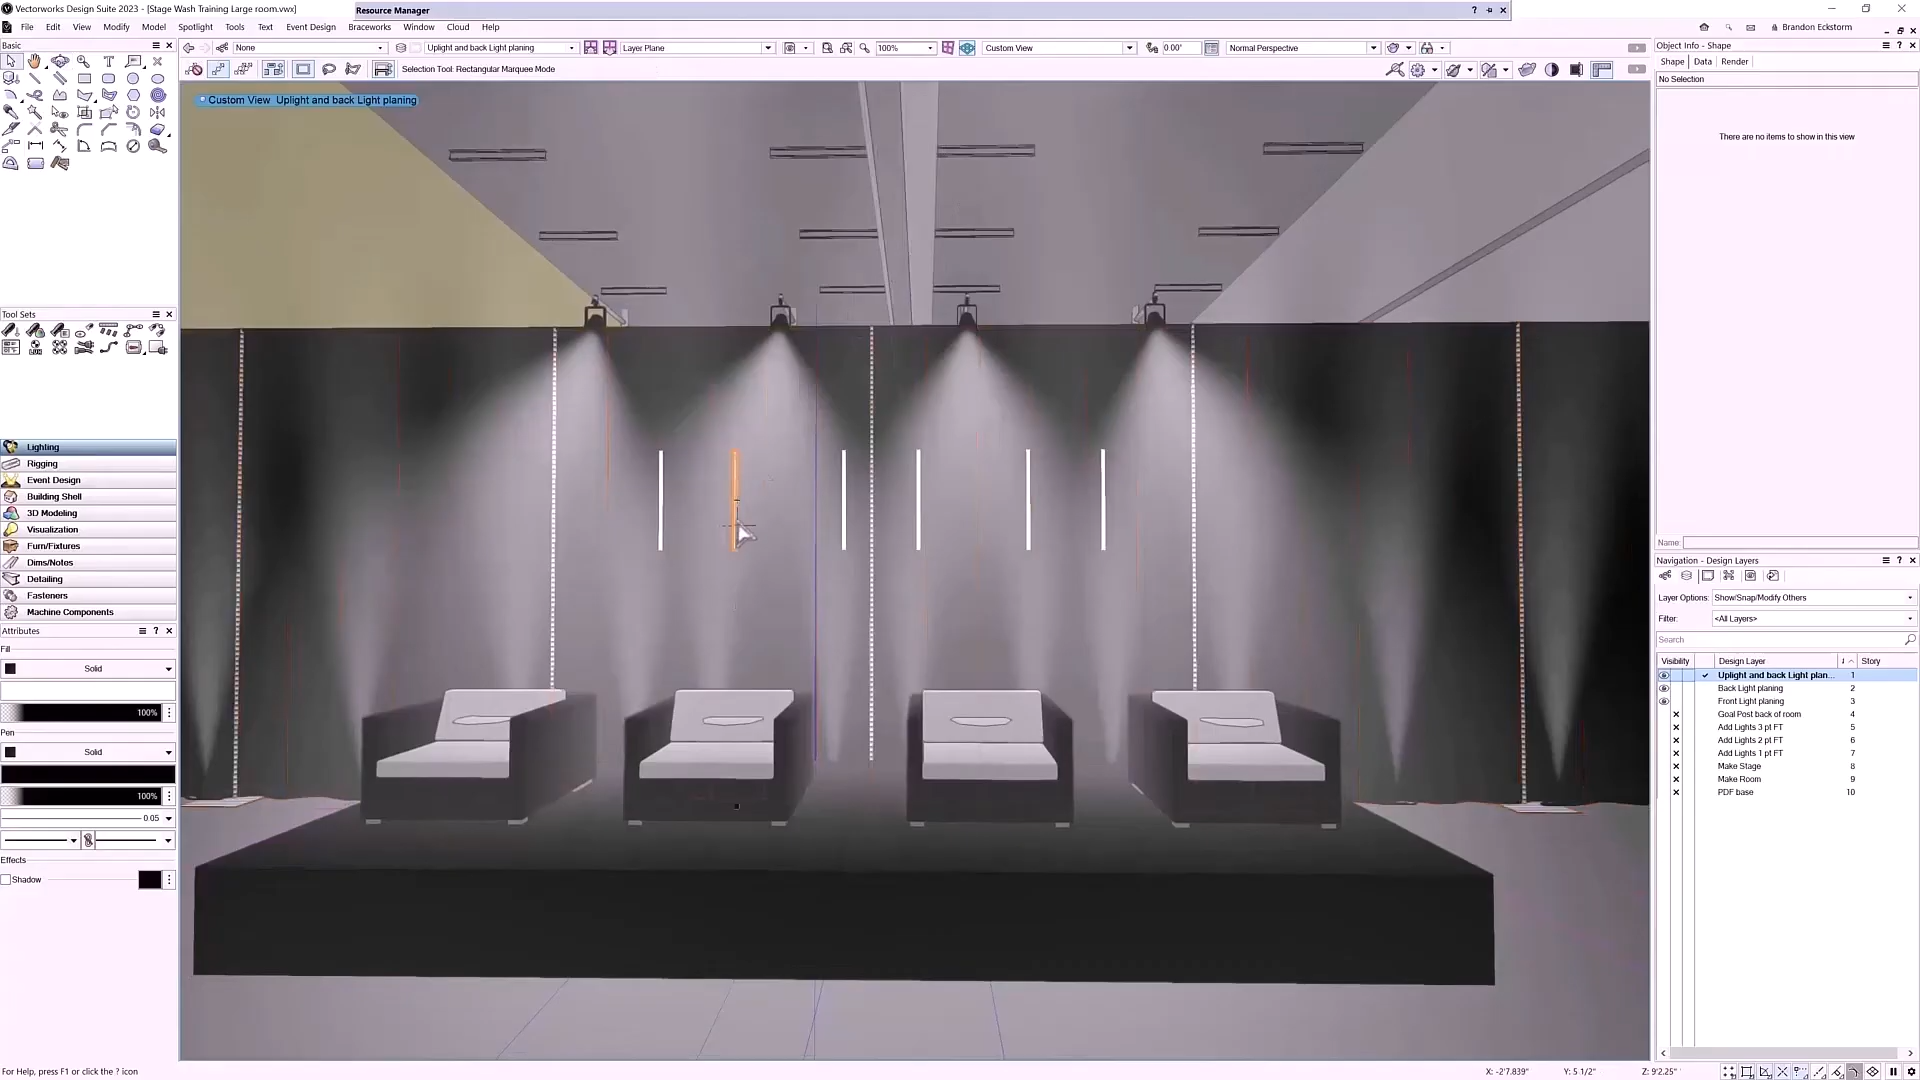 Vectorworks Design Suite 2023 - [Stage Wash Training Large room.vwx]
Resource Manager
File Edit View Modify Model Spotlight Tools Text Event Design Braceworks Window Cloud Help
Brandon Eckstorm
Basic
None
Uplight and back Light planing
Layer Plane
100%
Custom View
0.00°
Normal Perspective
Object Info - Shape
Selection Tool: Rectangular Marquee Mode
Shape Data Render
No Selection
Custom View Uplight and back Light planing
There are no items to show in this view
Tool Sets
Lighting
Rigging
Event Design
Building Shell
3D Modeling
Visualization
Furn/Fixtures
Dims/Notes
Detailing
Fasteners
Machine Components
Attributes
Fill
Solid
100%
Pen
Solid
100%
0.05
Effects
Shadow
Name:
Navigation - Design Layers
Layer Options: Show/Snap/Modify Others
Filter: <All Layers>
Search
Visibility Design Layer Story
Uplight and back Light plan... 1
Back Light planing 2
Front Light planing 3
Goal Post back of room 4
Add Lights 3 pt FT 5
Add Lights 2 pt FT 6
Add Lights 1 pt FT 7
Make Stage 8
Make Room 9
PDF base 10
For Help, press F1 or click the ? icon
X: -2'7.839" Y: 5 1/2" Z: 9'2.25"